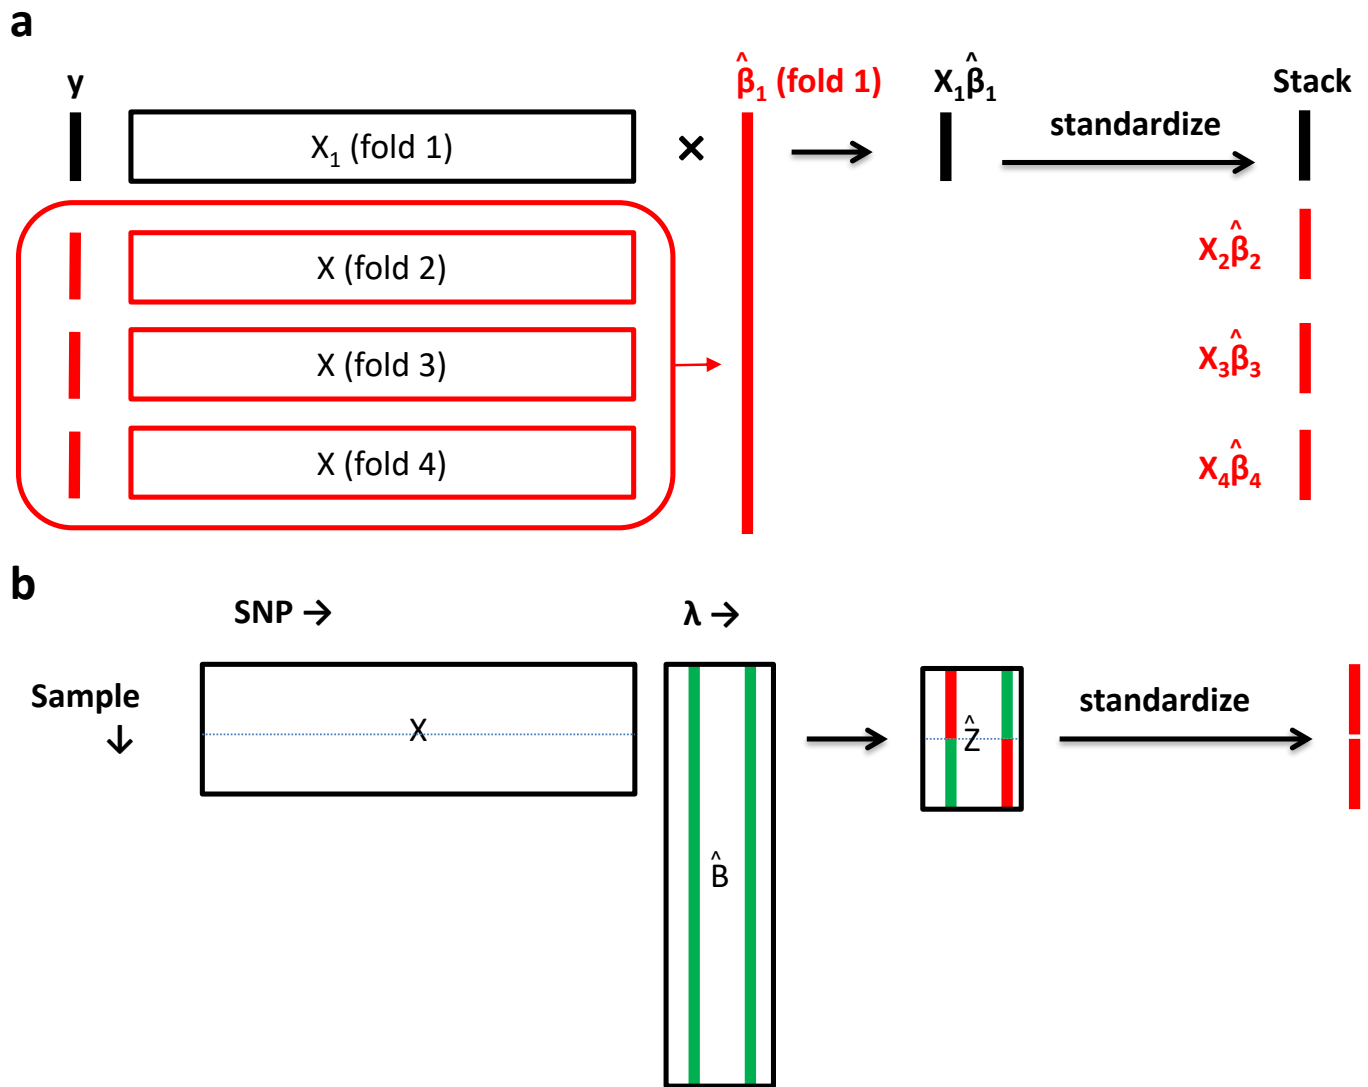 a
y
β̂₁ (fold 1)
X₁β̂₁
Stack
X₁ (fold 1)
×
standardize
X (fold 2)
X₂β̂₂
X (fold 3)
X₃β̂₃
X (fold 4)
X₄β̂₄
b
SNP →
λ →
Sample
↓
X
Ẑ
standardize
B̂